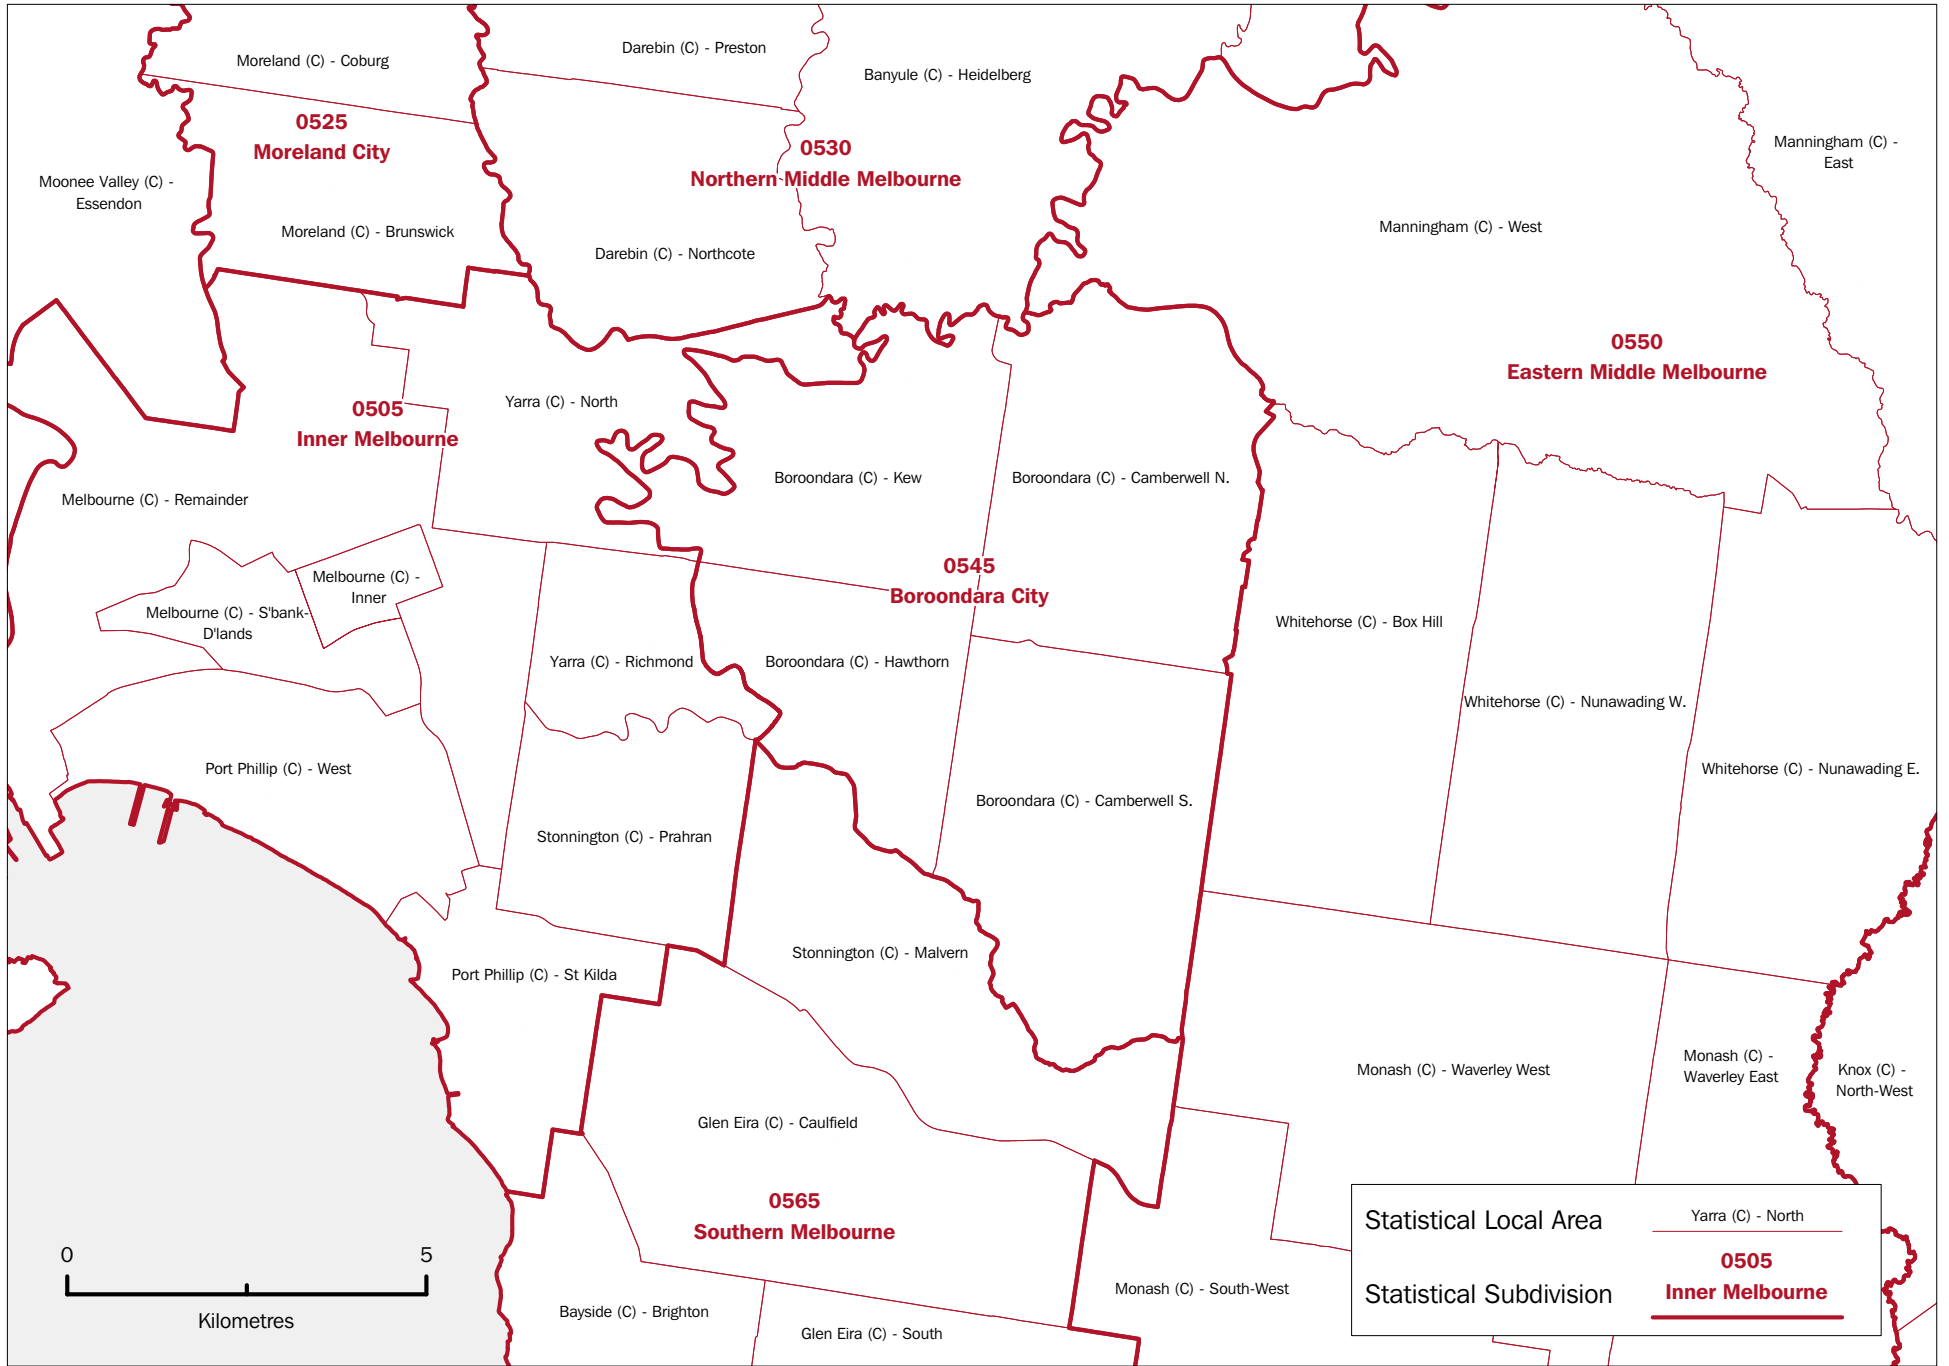 Moreland (C) - Coburg
Darebin (C) - Preston
Banyule (C) - Heidelberg
0525
Moreland City
0530
Northern Middle Melbourne
Manningham (C) -
East
Moonee Valley (C) -
Essendon
Moreland (C) - Brunswick
Darebin (C) - Northcote
Manningham (C) - West
0550
Eastern Middle Melbourne
0505
Inner Melbourne
Yarra (C) - North
Melbourne (C) - Remainder
Boroondara (C) - Kew
Boroondara (C) - Camberwell N.
Melbourne (C) -
Inner
Melbourne (C) - S'bank-
D'lands
0545
Boroondara City
Whitehorse (C) - Box Hill
Yarra (C) - Richmond
Boroondara (C) - Hawthorn
Whitehorse (C) - Nunawading W.
Port Phillip (C) - West
Whitehorse (C) - Nunawading E.
Boroondara (C) - Camberwell S.
Stonnington (C) - Prahran
Stonnington (C) - Malvern
Port Phillip (C) - St Kilda
Monash (C) - Waverley West
Monash (C) -
Waverley East
Knox (C) -
North-West
Glen Eira (C) - Caulfield
0565
Southern Melbourne
Monash (C) - South-West
Bayside (C) - Brighton
Glen Eira (C) - South
0 5
Kilometres
Statistical Local Area
Yarra (C) - North
Statistical Subdivision
0505
Inner Melbourne